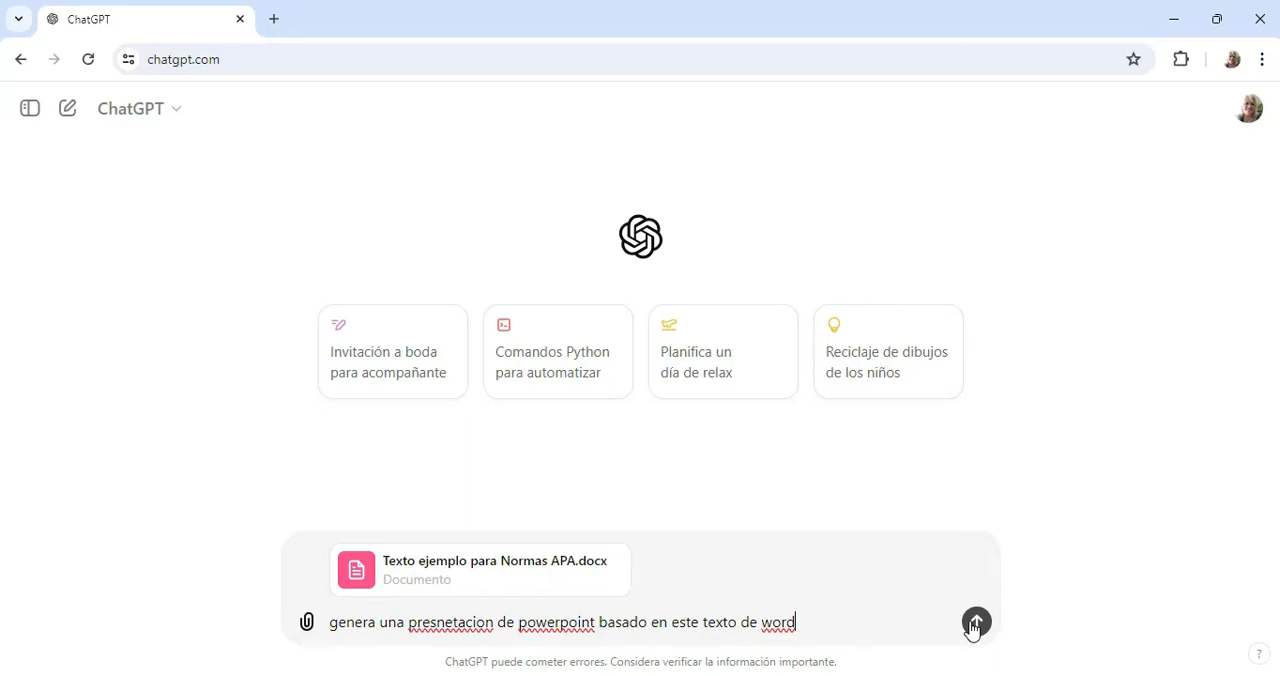 ChatGPT
chatgpt.com
ChatGPT
Invitación a boda
para acompañante
Comandos Python
para automatizar
Planifica un
día de relax
Reciclaje de dibujos
de los niños
Texto ejemplo para Normas APA.docx
Documento
genera una presnetacion de powerpoint basado en este texto de word
ChatGPT puede cometer errores. Considera verificar la información importante.
?